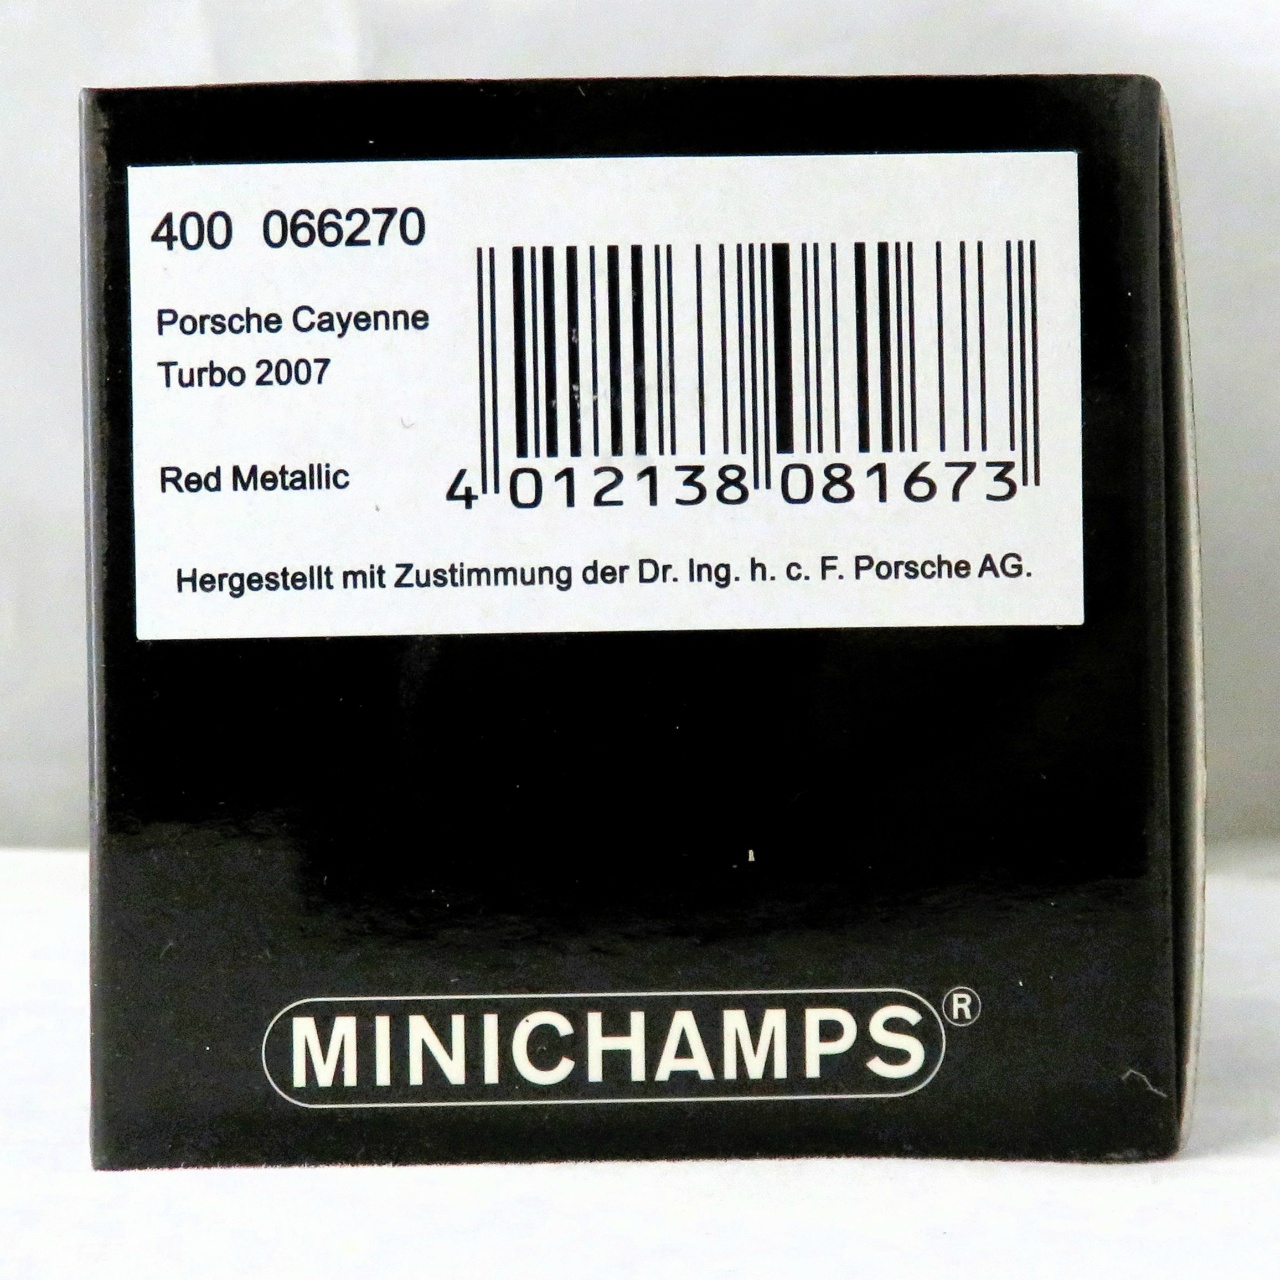 400 066270
Porsche Cayenne
Turbo 2007
Red Metallic
4 012138 081673
Hergestellt mit Zustimmung der Dr. Ing. h. c. F. Porsche AG.
MINICHAMPS®